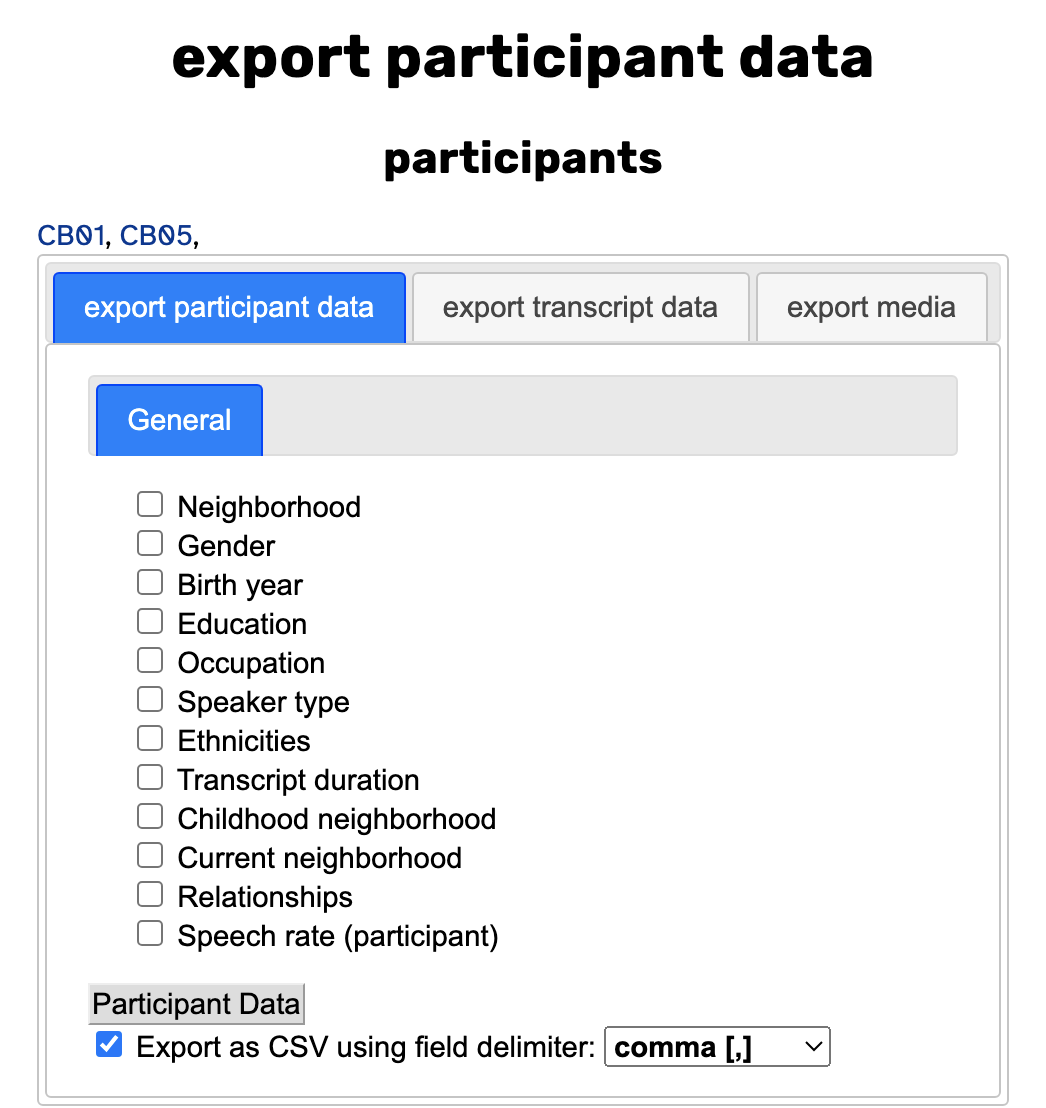 export participant data
participants
CB01, CB05,
export participant data export transcript data export media
General
Neighborhood
Gender
Birth year
Education
Occupation
Speaker type
Ethnicities
Transcript duration
Childhood neighborhood
Current neighborhood
Relationships
Speech rate (participant)
Participant Data
Export as CSV using field delimiter: comma [,]